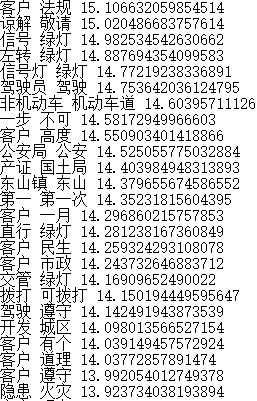 客户 法规 15.106632059854514
谅解 敬请 15.020486683757614
信号 绿灯 14.982534542630662
左转 绿灯 14.887694354099583
信号灯 绿灯 14.77219238336891
驾驶员 驾驶 14.753642036124795
非机动车 机动车道 14.60395711126
一步 不可 14.58172949966603
客户 高度 14.550903401418866
公安局 公安 14.525055775032884
产证 国土局 14.403984948313893
东山镇 东山 14.379655674586552
第一 第一次 14.35231815604395
客户 一月 14.296860215757853
直行 绿灯 14.281238167360849
客户 民生 14.259324293108078
客户 市政 14.243732646883712
交管 绿灯 14.16909652490022
拨打 可拨打 14.150194449595647
驾驶 遵守 14.142491943873539
开发 城区 14.098013566527154
客户 有个 14.039149457572924
客户 道理 14.03772857891474
客户 遵守 13.992054012749378
隐患 火灾 13.923734038193894